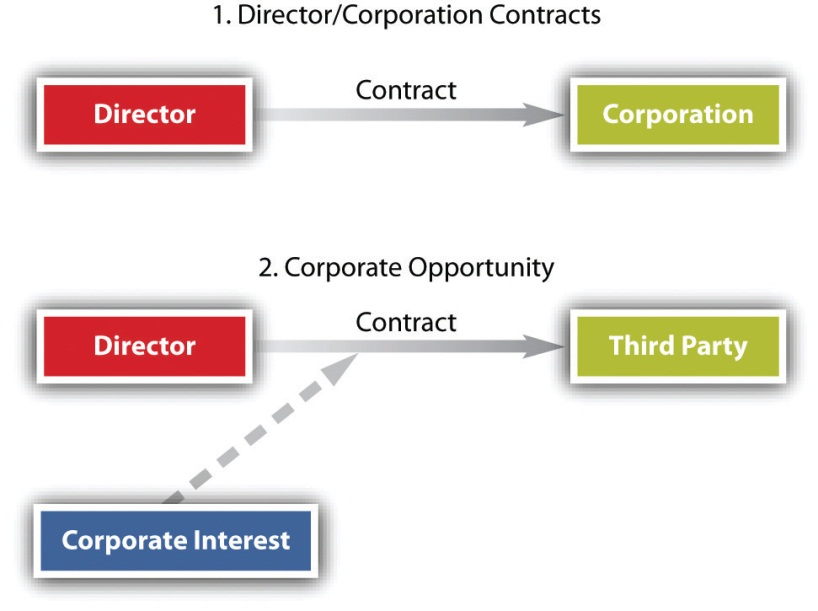 1. Director/Corporation Contracts
Contract
Director
Corporation
2. Corporate Opportunity
Contract
Director
Third Party
Corporate Interest